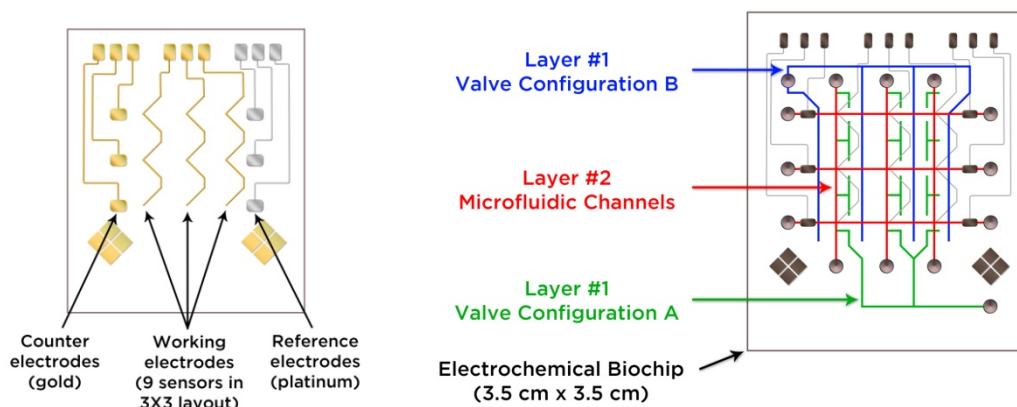 Counter
electrodes
(gold)
Working
electrodes
(9 sensors in
3X3 layout)
Reference
electrodes
(platinum)
Layer #1
Valve Configuration B
Layer #2
Microfluidic Channels
Layer #1
Valve Configuration A
Electrochemical Biochip
(3.5 cm x 3.5 cm)